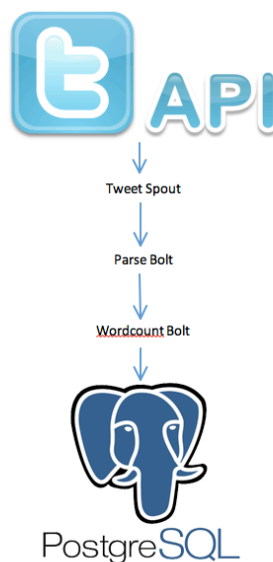 t API
Tweet Spout
Parse Bolt
Wordcount Bolt
PostgreSQL